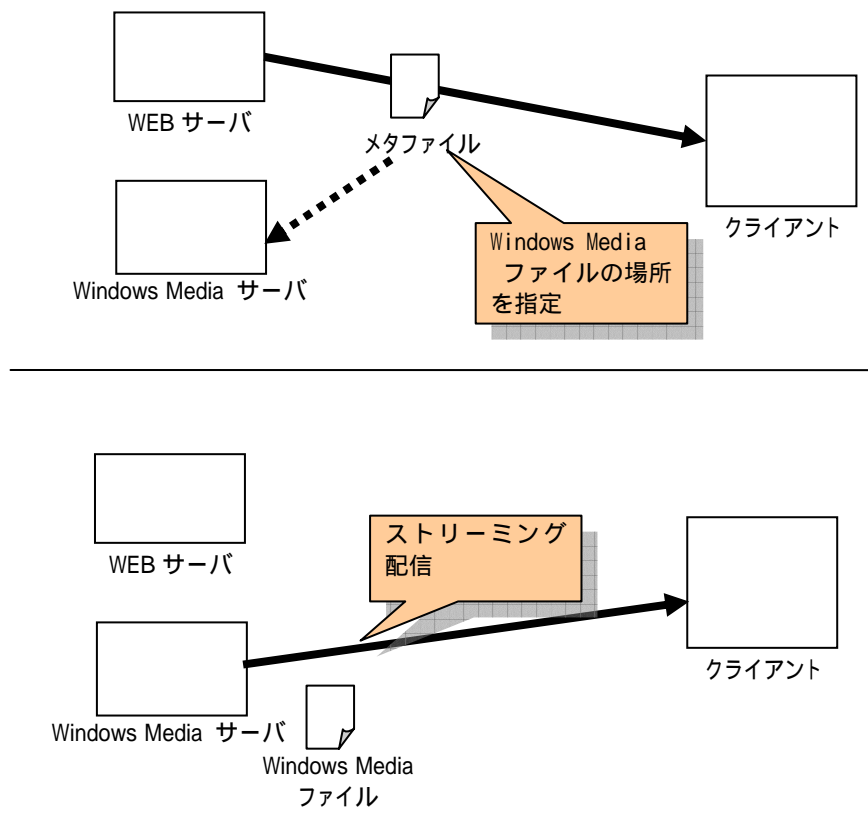 WEB サーバ
メタファイル
クライアント
Windows Media
ファイルの場所
を指定
Windows Media サーバ
WEB サーバ
ストリーミング
配信
クライアント
Windows Media サーバ
Windows Media
ファイル